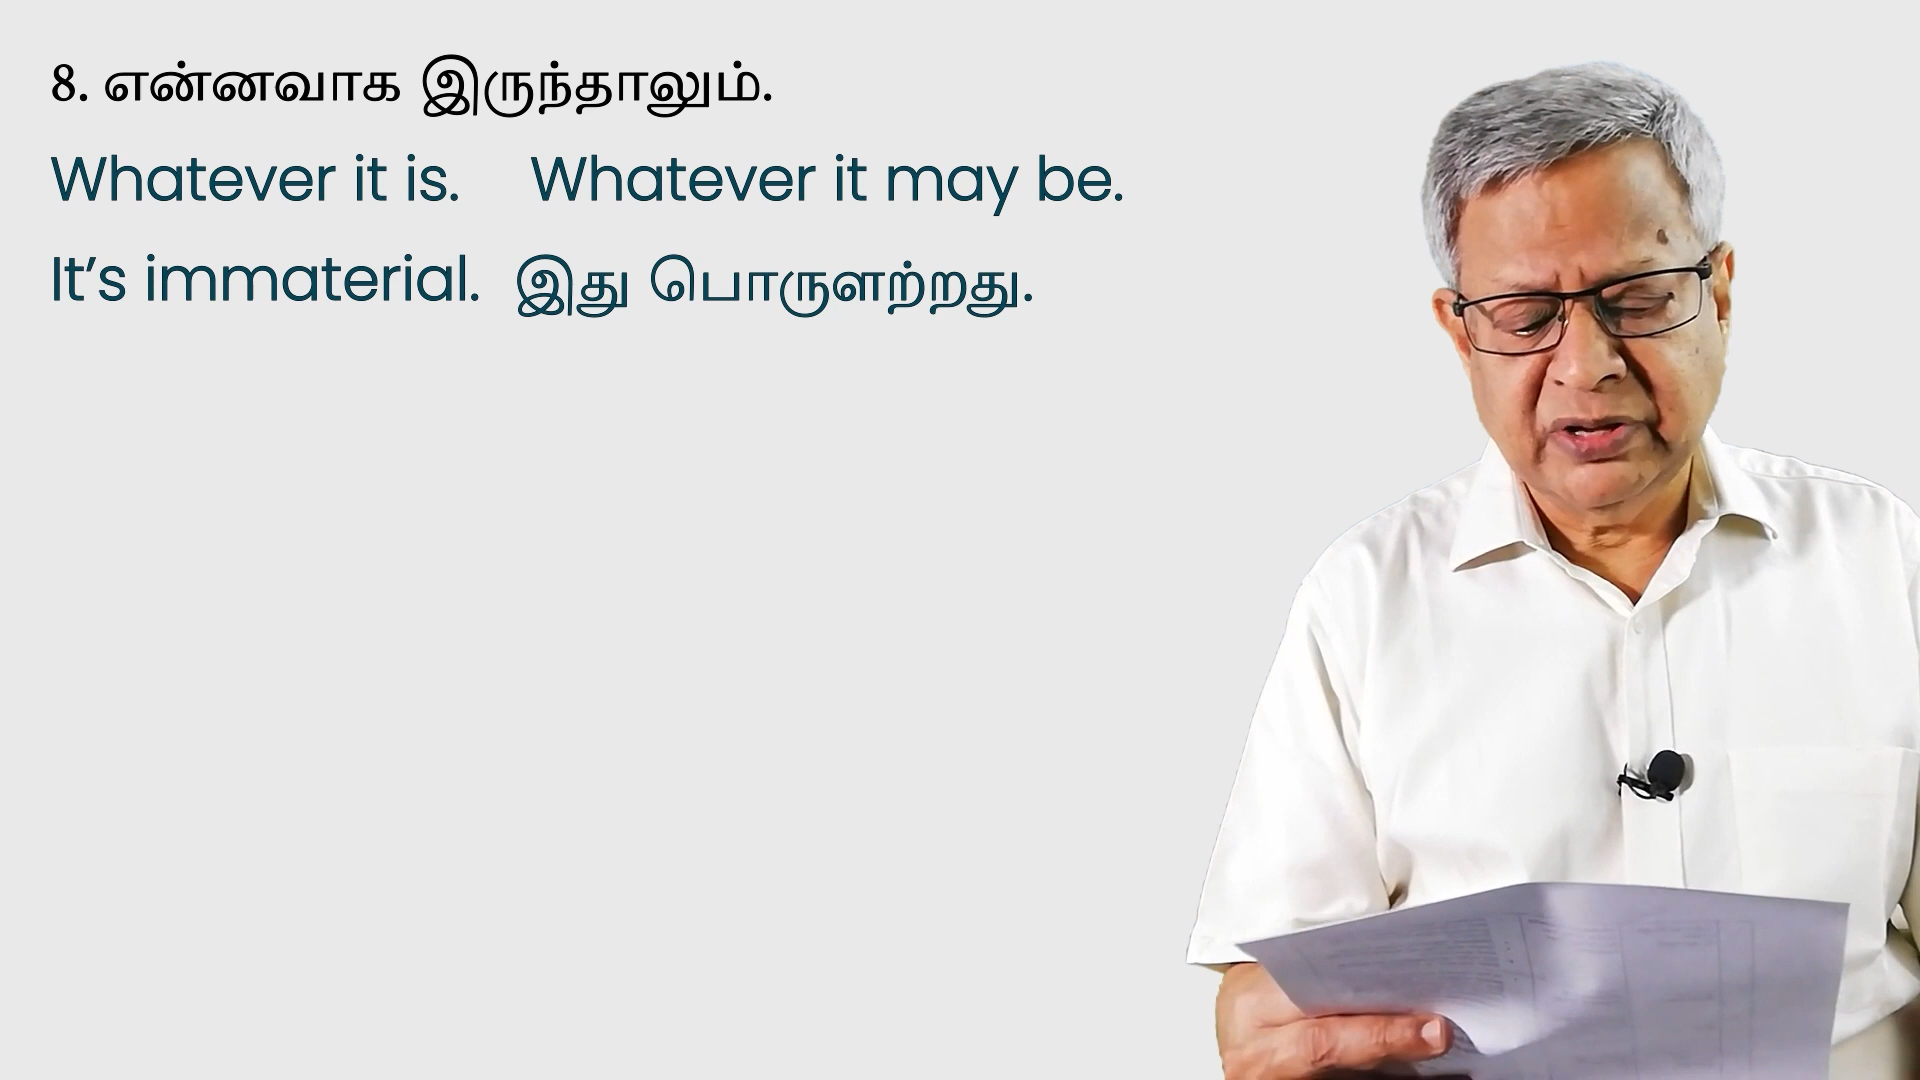 8. என்னவாக இருந்தாலும்.
Whatever it is. Whatever it may be.
It’s immaterial. இது பொருளற்றது.